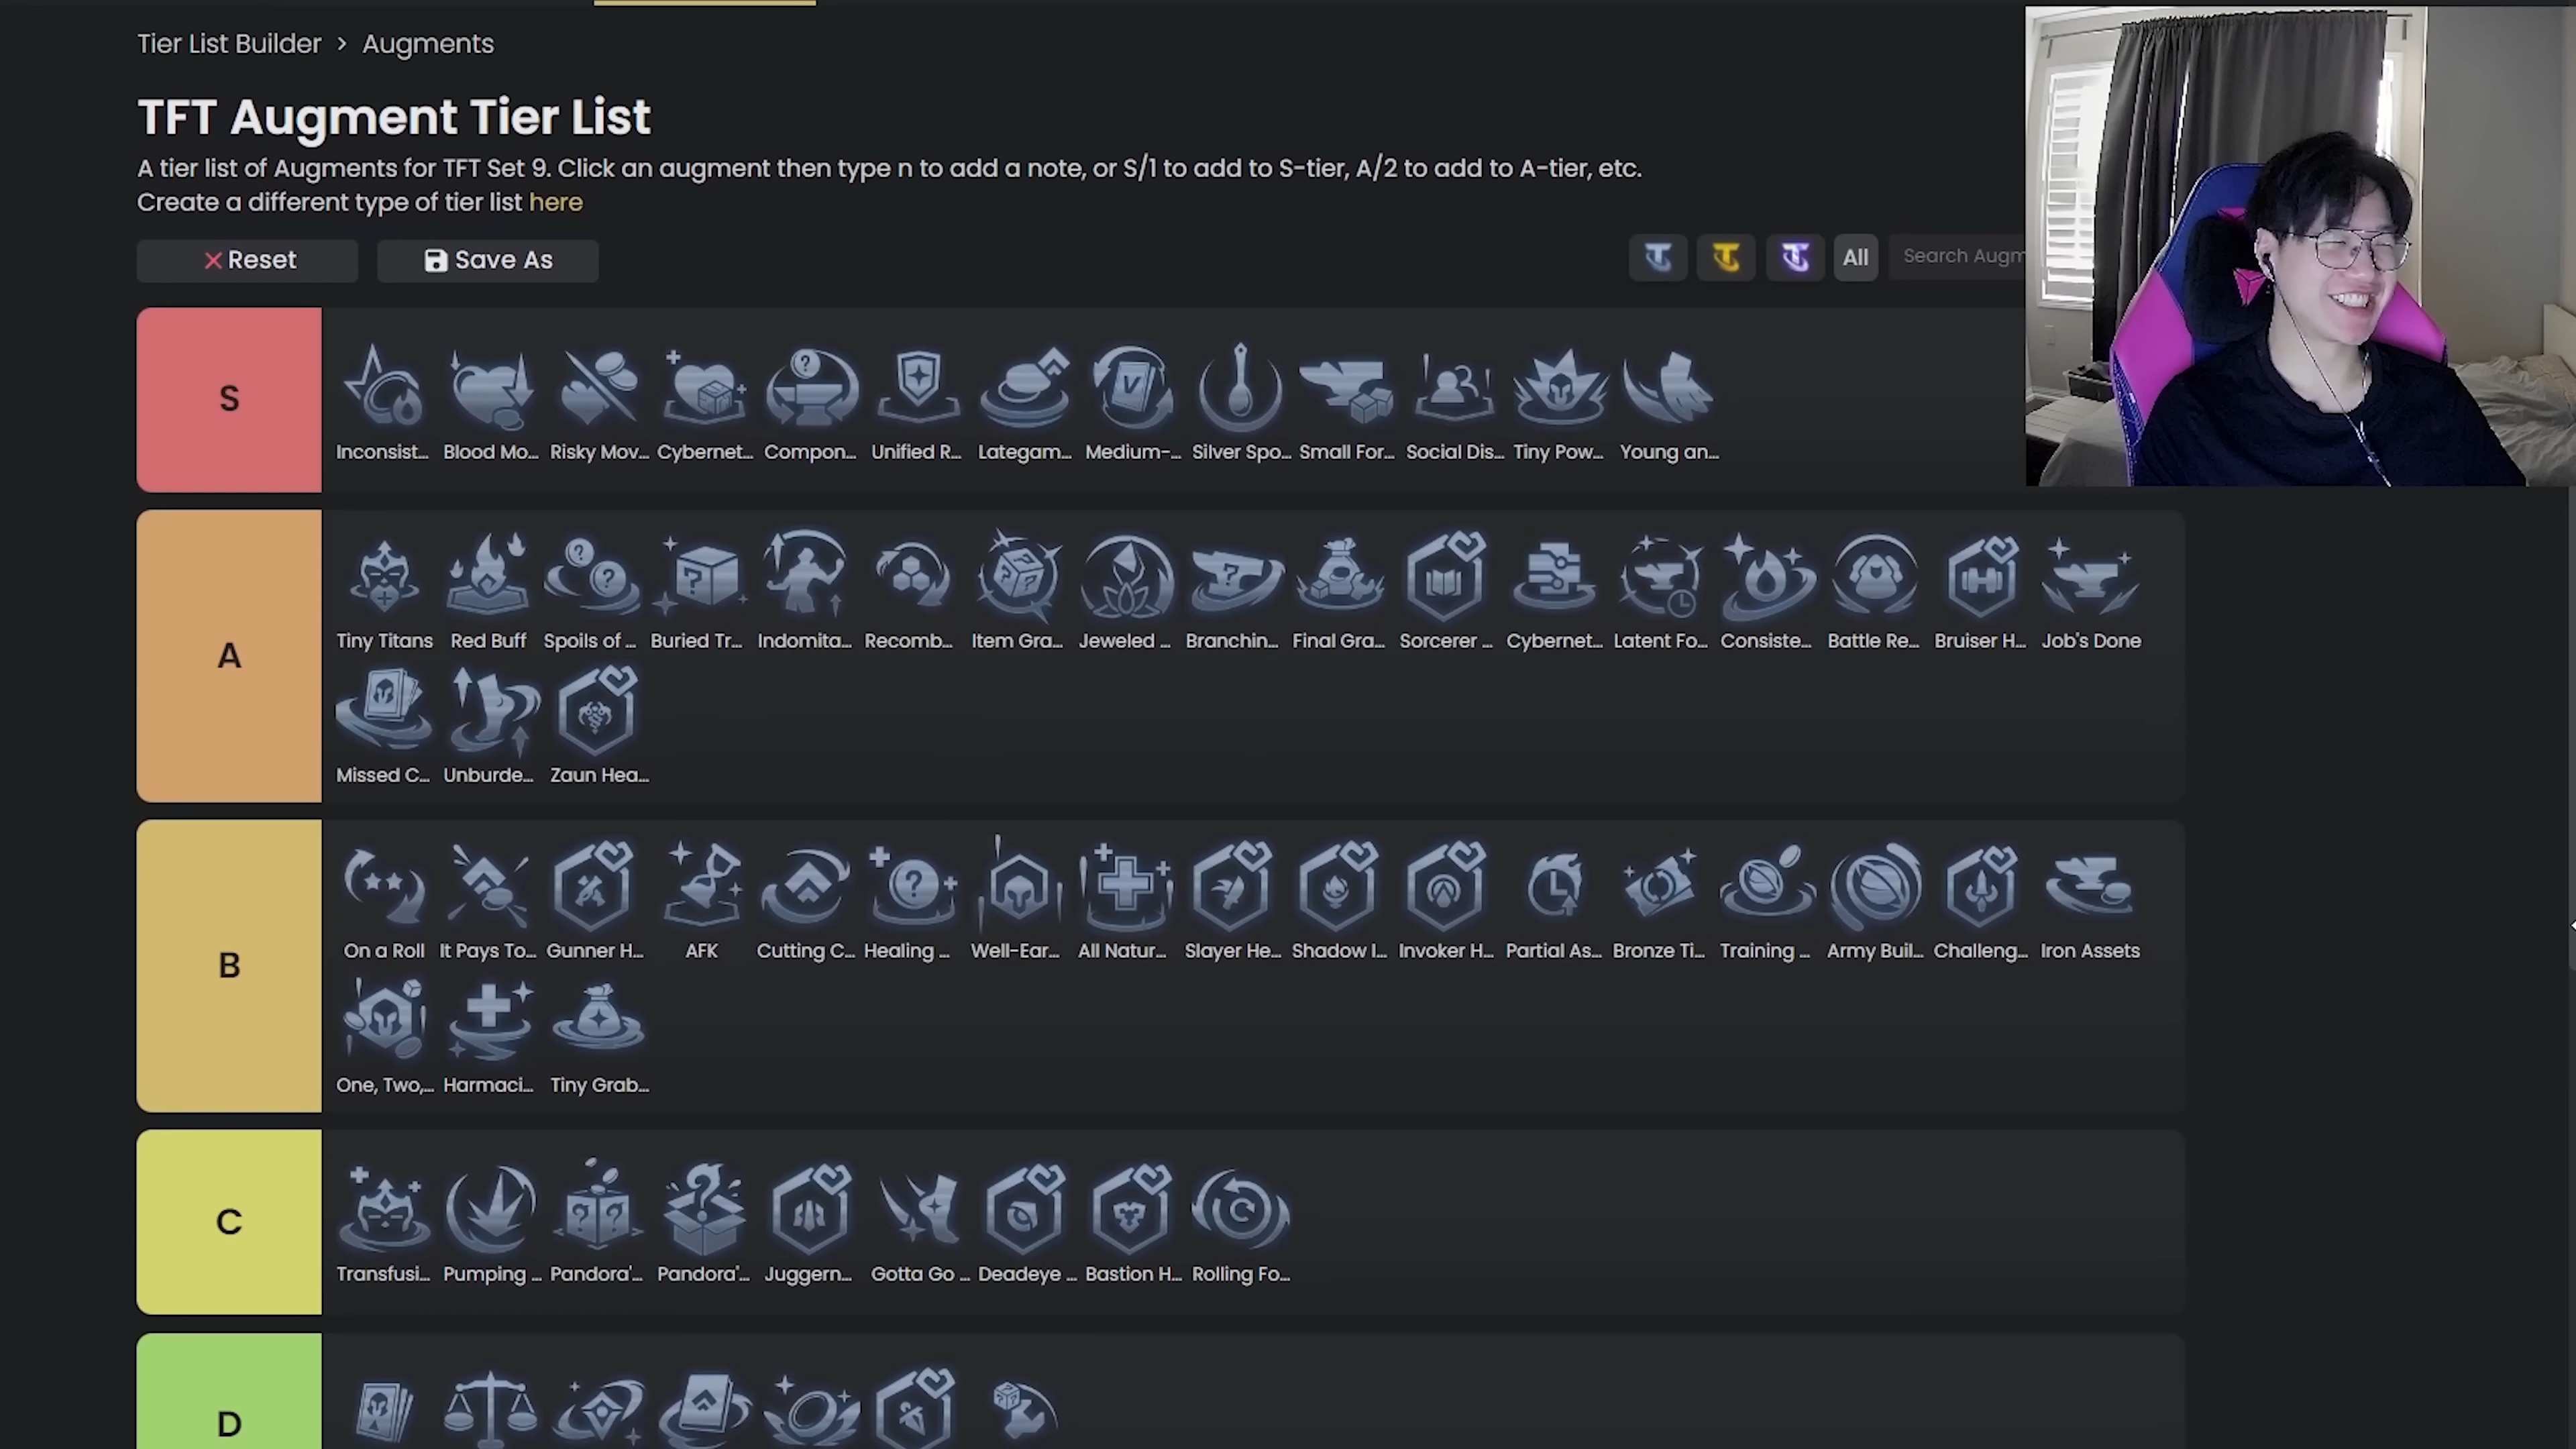 Tier List Builder › Augments
TFT Augment Tier List
A tier list of Augments for TFT Set 9. Click an augment then type n to add a note, or S/1 to add to S-tier, A/2 to add to A-tier, etc.
Create a different type of tier list here
Reset Save As All Search Augm
S
Inconsist... Blood Mo... Risky Mov... Cybernet... Compon... Unified R... Lategam... Medium-... Silver Spo... Small For... Social Dis... Tiny Pow... Young an...
A
Tiny Titans Red Buff Spoils of ... Buried Tr... Indomita... Recomb... Item Gra... Jeweled ... Branchin... Final Gra... Sorcerer ... Cybernet... Latent Fo... Consiste... Battle Re... Bruiser H... Job's Done
Missed C... Unburde... Zaun Hea...
B
On a Roll It Pays To... Gunner H... AFK Cutting C... Healing ... Well-Ear... All Natur... Slayer He... Shadow I... Invoker H... Partial As... Bronze Ti... Training ... Army Buil... Challeng... Iron Assets
One, Two,... Harmaci... Tiny Grab...
C
Transfusi... Pumping ... Pandora'... Pandora'... Juggern... Gotta Go ... Deadeye ... Bastion H... Rolling Fo...
D